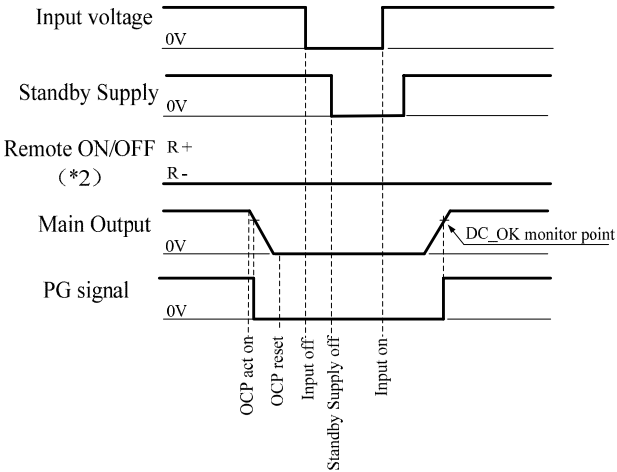 Input voltage
0V
Standby Supply
0V
Remote ON/OFF
(*2)
R +
R -
Main Output
0V
DC_OK monitor point
PG signal
0V
OCP act on
OCP reset
Input off
Standby Supply off
Input on